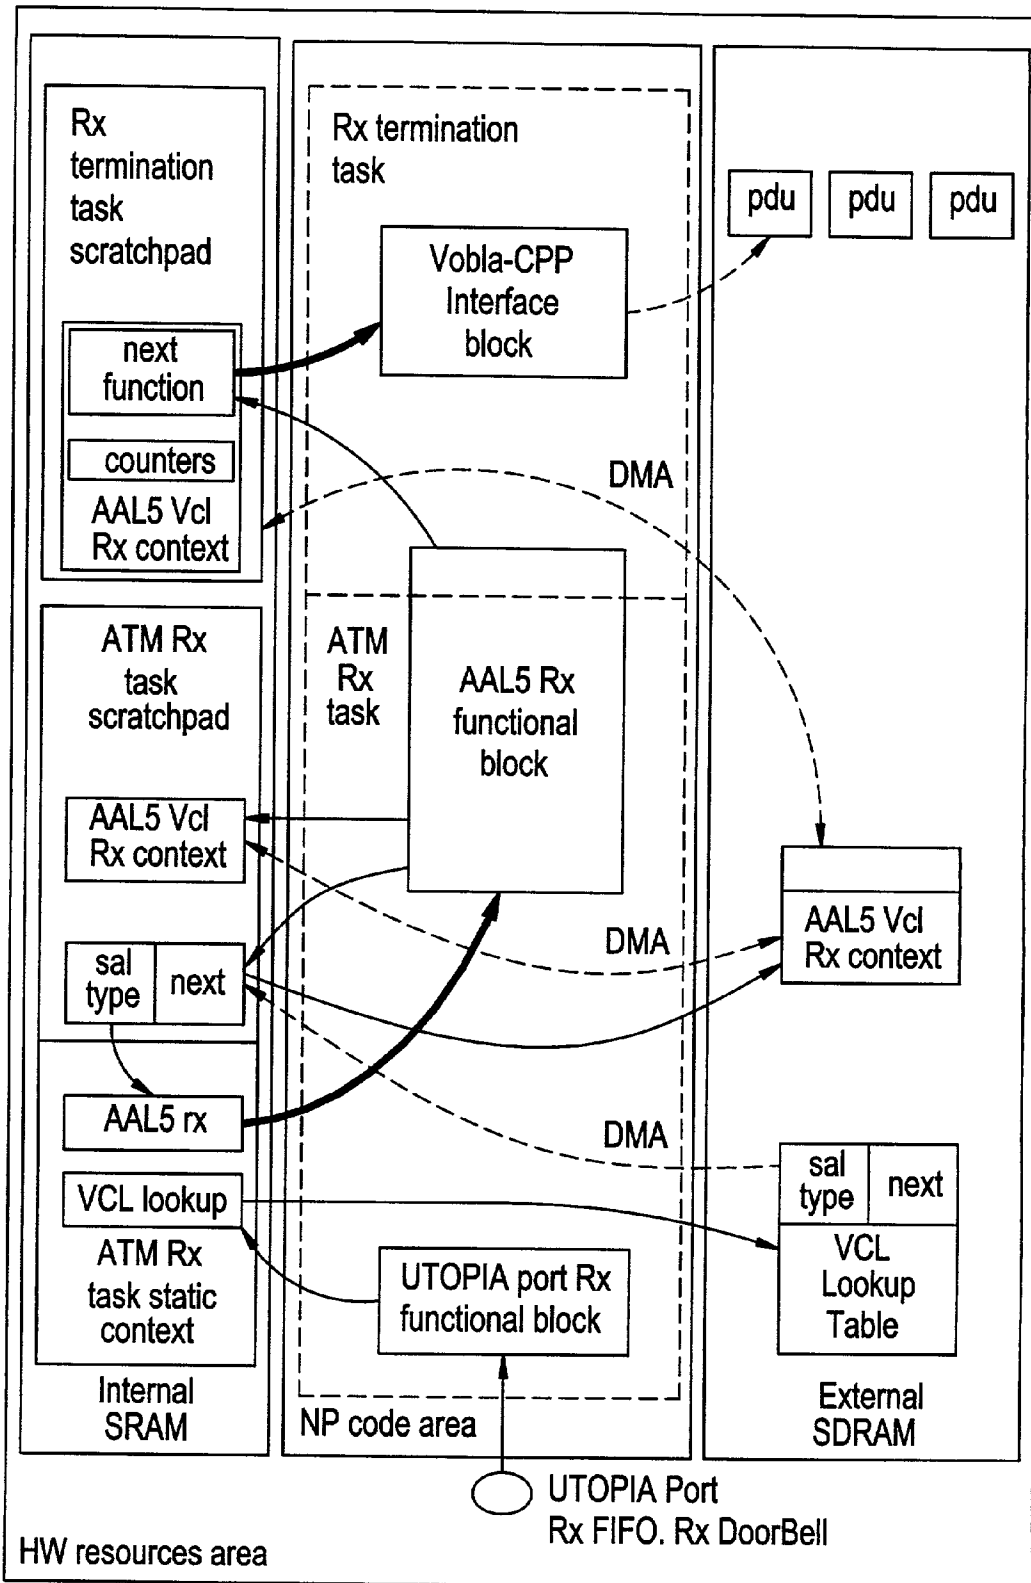 Rx
termination
task
scratchpad
next
function
counters
AAL5 Vcl
Rx context
ATM Rx
task
scratchpad
AAL5 Vcl
Rx context
sal
type
next
AAL5 rx
VCL lookup
ATM Rx
task static
context
Internal
SRAM
Rx termination
task
Vobla-CPP
Interface
block
DMA
ATM
Rx
task
AAL5 Rx
functional
block
DMA
DMA
UTOPIA port Rx
functional block
NP code area
pdu
pdu
pdu
AAL5 Vcl
Rx context
sal
type
next
VCL
Lookup
Table
External
SDRAM
UTOPIA Port
Rx FIFO. Rx DoorBell
HW resources area